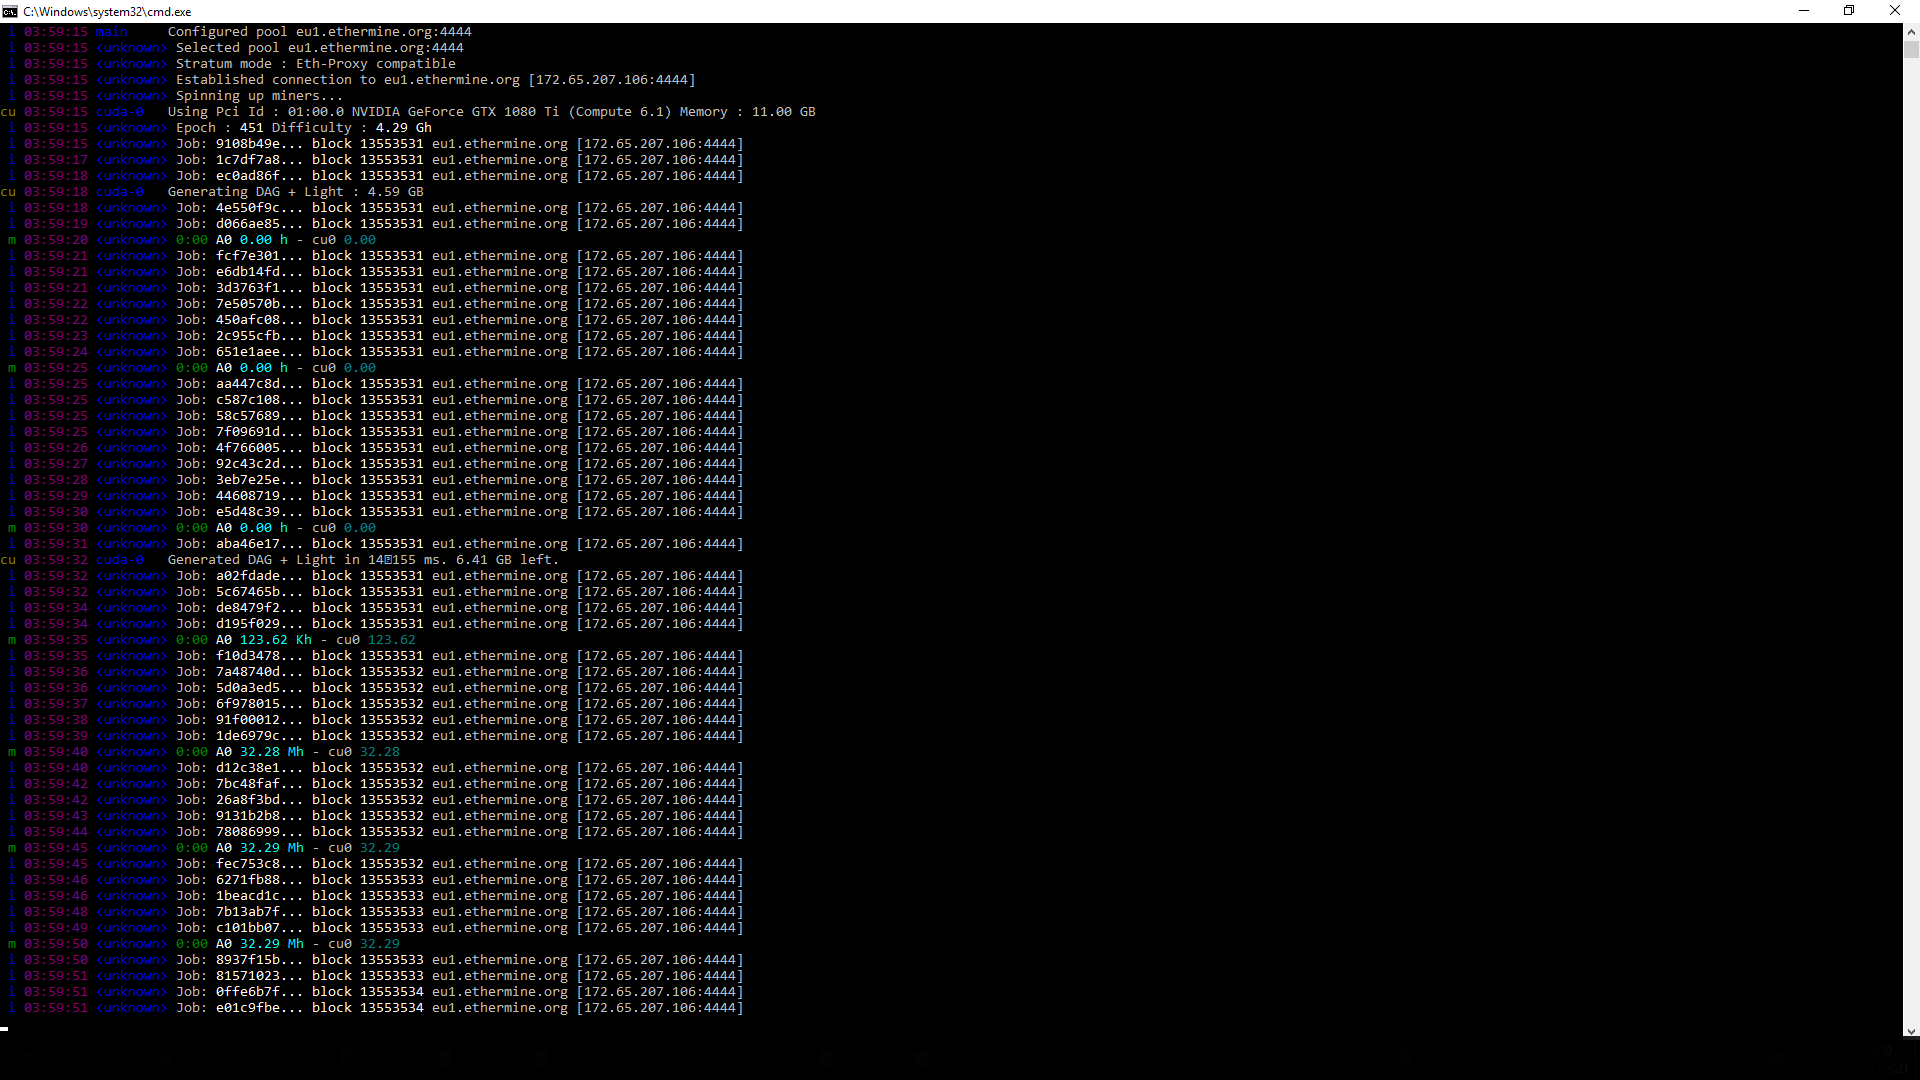 C:\Windows\system32\cmd.exe
i 03:59:15 main Configured pool eu1.ethermine.org:4444
i 03:59:15 <unknown> Selected pool eu1.ethermine.org:4444
i 03:59:15 <unknown> Stratum mode : Eth-Proxy compatible
i 03:59:15 <unknown> Established connection to eu1.ethermine.org [172.65.207.106:4444]
i 03:59:15 <unknown> Spinning up miners...
cu 03:59:15 cuda-0 Using Pci Id : 01:00.0 NVIDIA GeForce GTX 1080 Ti (Compute 6.1) Memory : 11.00 GB
i 03:59:15 <unknown> Epoch : 451 Difficulty : 4.29 Gh
i 03:59:15 <unknown> Job: 9108b49e... block 13553531 eu1.ethermine.org [172.65.207.106:4444]
i 03:59:17 <unknown> Job: 1c7df7a8... block 13553531 eu1.ethermine.org [172.65.207.106:4444]
i 03:59:18 <unknown> Job: ec0ad86f... block 13553531 eu1.ethermine.org [172.65.207.106:4444]
cu 03:59:18 cuda-0 Generating DAG + Light : 4.59 GB
i 03:59:18 <unknown> Job: 4e550f9c... block 13553531 eu1.ethermine.org [172.65.207.106:4444]
i 03:59:19 <unknown> Job: d066ae85... block 13553531 eu1.ethermine.org [172.65.207.106:4444]
m 03:59:20 <unknown> 0:00 A0 0.00 h - cu0 0.00
i 03:59:21 <unknown> Job: fcf7e301... block 13553531 eu1.ethermine.org [172.65.207.106:4444]
i 03:59:21 <unknown> Job: e6db14fd... block 13553531 eu1.ethermine.org [172.65.207.106:4444]
i 03:59:21 <unknown> Job: 3d3763f1... block 13553531 eu1.ethermine.org [172.65.207.106:4444]
i 03:59:22 <unknown> Job: 7e50570b... block 13553531 eu1.ethermine.org [172.65.207.106:4444]
i 03:59:22 <unknown> Job: 450afc08... block 13553531 eu1.ethermine.org [172.65.207.106:4444]
i 03:59:23 <unknown> Job: 2c955cfb... block 13553531 eu1.ethermine.org [172.65.207.106:4444]
i 03:59:24 <unknown> Job: 651e1aee... block 13553531 eu1.ethermine.org [172.65.207.106:4444]
m 03:59:25 <unknown> 0:00 A0 0.00 h - cu0 0.00
i 03:59:25 <unknown> Job: aa447c8d... block 13553531 eu1.ethermine.org [172.65.207.106:4444]
i 03:59:25 <unknown> Job: c587c108... block 13553531 eu1.ethermine.org [172.65.207.106:4444]
i 03:59:25 <unknown> Job: 58c57689... block 13553531 eu1.ethermine.org [172.65.207.106:4444]
i 03:59:25 <unknown> Job: 7f09691d... block 13553531 eu1.ethermine.org [172.65.207.106:4444]
i 03:59:26 <unknown> Job: 4f766005... block 13553531 eu1.ethermine.org [172.65.207.106:4444]
i 03:59:27 <unknown> Job: 92c43c2d... block 13553531 eu1.ethermine.org [172.65.207.106:4444]
i 03:59:28 <unknown> Job: 3eb7e25e... block 13553531 eu1.ethermine.org [172.65.207.106:4444]
i 03:59:29 <unknown> Job: 44608719... block 13553531 eu1.ethermine.org [172.65.207.106:4444]
i 03:59:30 <unknown> Job: e5d48c39... block 13553531 eu1.ethermine.org [172.65.207.106:4444]
m 03:59:30 <unknown> 0:00 A0 0.00 h - cu0 0.00
i 03:59:31 <unknown> Job: aba46e17... block 13553531 eu1.ethermine.org [172.65.207.106:4444]
cu 03:59:32 cuda-0 Generated DAG + Light in 14�155 ms. 6.41 GB left.
i 03:59:32 <unknown> Job: a02fdade... block 13553531 eu1.ethermine.org [172.65.207.106:4444]
i 03:59:32 <unknown> Job: 5c67465b... block 13553531 eu1.ethermine.org [172.65.207.106:4444]
i 03:59:34 <unknown> Job: de8479f2... block 13553531 eu1.ethermine.org [172.65.207.106:4444]
i 03:59:34 <unknown> Job: d195f029... block 13553531 eu1.ethermine.org [172.65.207.106:4444]
m 03:59:35 <unknown> 0:00 A0 123.62 Kh - cu0 123.62
i 03:59:35 <unknown> Job: f10d3478... block 13553531 eu1.ethermine.org [172.65.207.106:4444]
i 03:59:36 <unknown> Job: 7a48740d... block 13553532 eu1.ethermine.org [172.65.207.106:4444]
i 03:59:36 <unknown> Job: 5d0a3ed5... block 13553532 eu1.ethermine.org [172.65.207.106:4444]
i 03:59:37 <unknown> Job: 6f978015... block 13553532 eu1.ethermine.org [172.65.207.106:4444]
i 03:59:38 <unknown> Job: 91f00012... block 13553532 eu1.ethermine.org [172.65.207.106:4444]
i 03:59:39 <unknown> Job: 1de6979c... block 13553532 eu1.ethermine.org [172.65.207.106:4444]
m 03:59:40 <unknown> 0:00 A0 32.28 Mh - cu0 32.28
i 03:59:40 <unknown> Job: d12c38e1... block 13553532 eu1.ethermine.org [172.65.207.106:4444]
i 03:59:42 <unknown> Job: 7bc48faf... block 13553532 eu1.ethermine.org [172.65.207.106:4444]
i 03:59:42 <unknown> Job: 26a8f3bd... block 13553532 eu1.ethermine.org [172.65.207.106:4444]
i 03:59:43 <unknown> Job: 9131b2b8... block 13553532 eu1.ethermine.org [172.65.207.106:4444]
i 03:59:44 <unknown> Job: 78086999... block 13553532 eu1.ethermine.org [172.65.207.106:4444]
m 03:59:45 <unknown> 0:00 A0 32.29 Mh - cu0 32.29
i 03:59:45 <unknown> Job: fec753c8... block 13553532 eu1.ethermine.org [172.65.207.106:4444]
i 03:59:46 <unknown> Job: 6271fb88... block 13553533 eu1.ethermine.org [172.65.207.106:4444]
i 03:59:46 <unknown> Job: 1beacd1c... block 13553533 eu1.ethermine.org [172.65.207.106:4444]
i 03:59:48 <unknown> Job: 7b13ab7f... block 13553533 eu1.ethermine.org [172.65.207.106:4444]
i 03:59:49 <unknown> Job: c101bb07... block 13553533 eu1.ethermine.org [172.65.207.106:4444]
m 03:59:50 <unknown> 0:00 A0 32.29 Mh - cu0 32.29
i 03:59:50 <unknown> Job: 8937f15b... block 13553533 eu1.ethermine.org [172.65.207.106:4444]
i 03:59:51 <unknown> Job: 81571023... block 13553533 eu1.ethermine.org [172.65.207.106:4444]
i 03:59:51 <unknown> Job: 0ffe6b7f... block 13553534 eu1.ethermine.org [172.65.207.106:4444]
i 03:59:51 <unknown> Job: e01c9fbe... block 13553534 eu1.ethermine.org [172.65.207.106:4444]